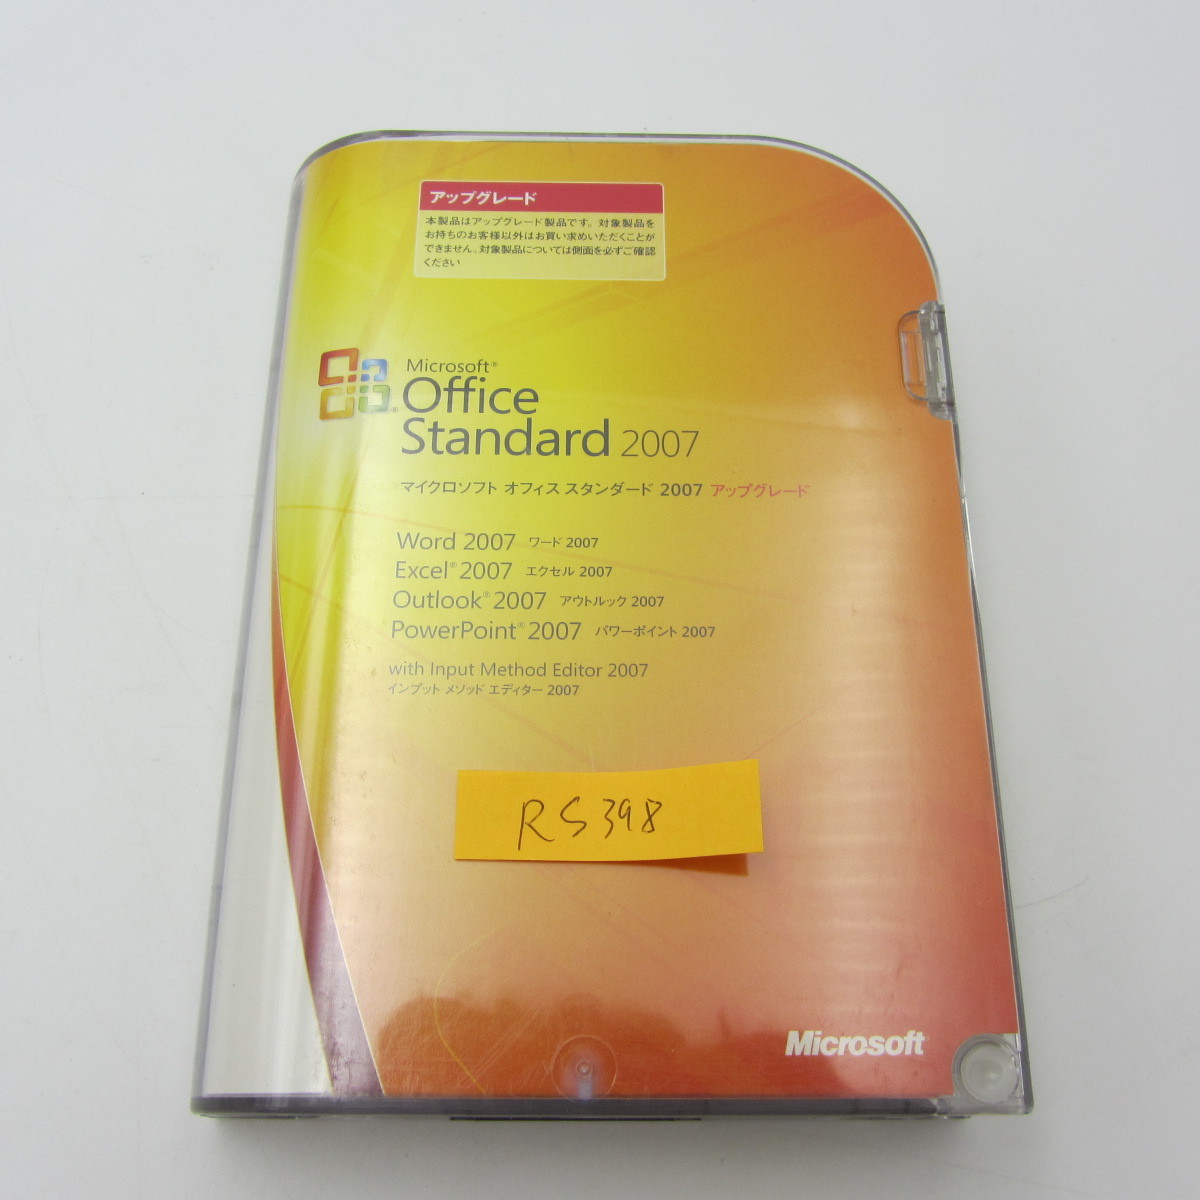 アップグレード
本製品はアップグレード製品です。対象製品を
お持ちのお客様以外はお買い求めいただくことが
できません。対象製品については側面を必ずご確認
ください
Microsoft®
Office
Standard 2007
マイクロソフト オフィス スタンダード 2007 アップグレード
Word 2007 ワード 2007
Excel® 2007 エクセル 2007
Outlook® 2007 アウトルック 2007
PowerPoint® 2007 パワーポイント 2007
with Input Method Editor 2007
インプット メソッド エディター 2007
RS398
Microsoft